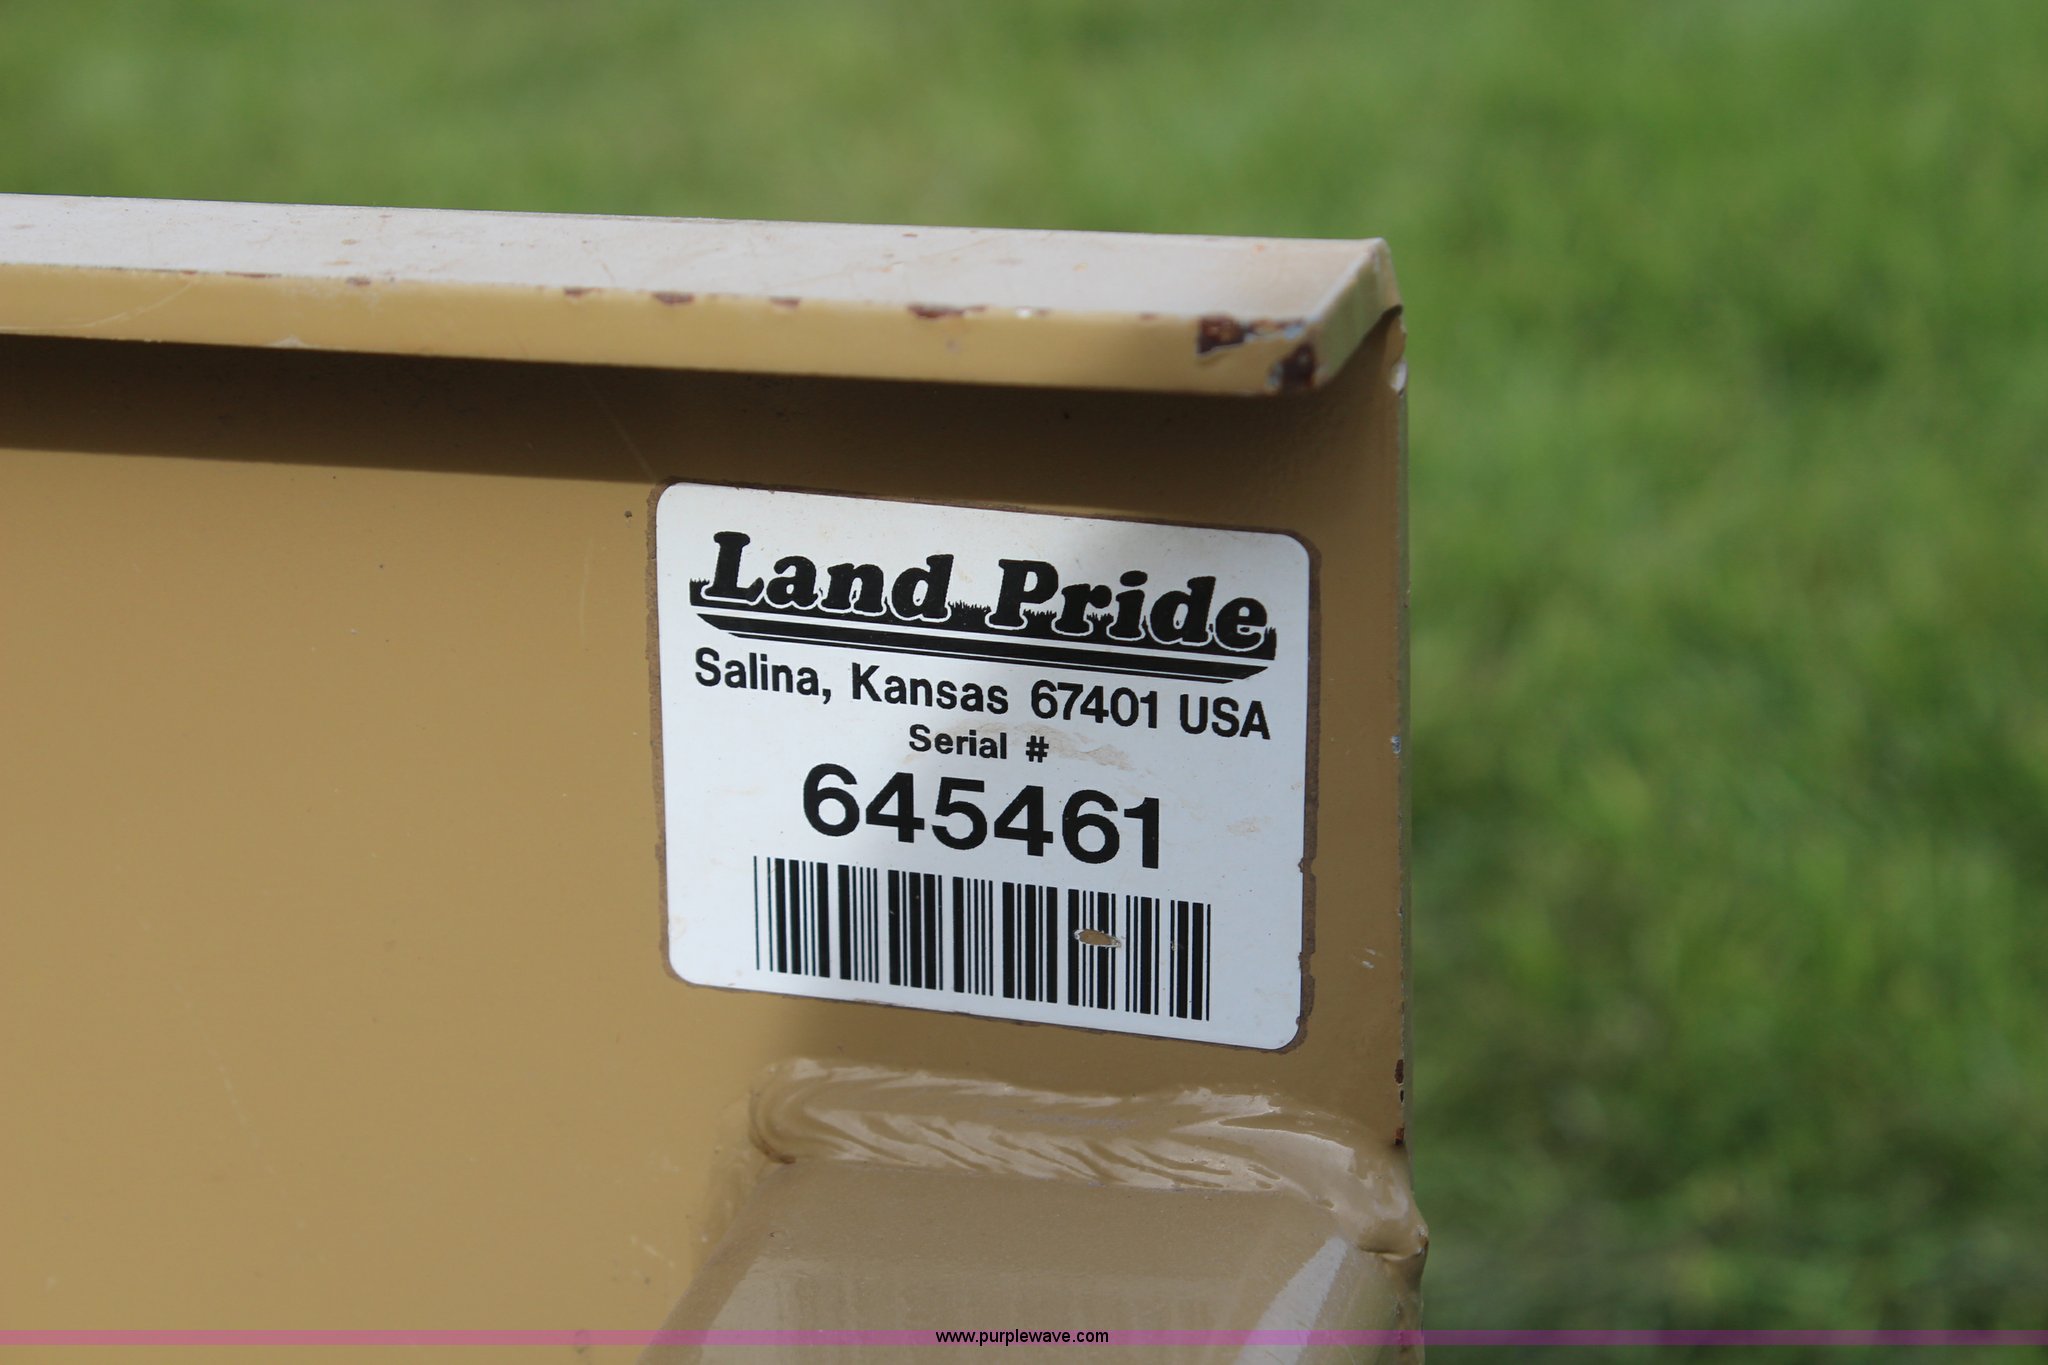 Land Pride
Salina, Kansas 67401 USA
Serial #
645461
www.purplewave.com